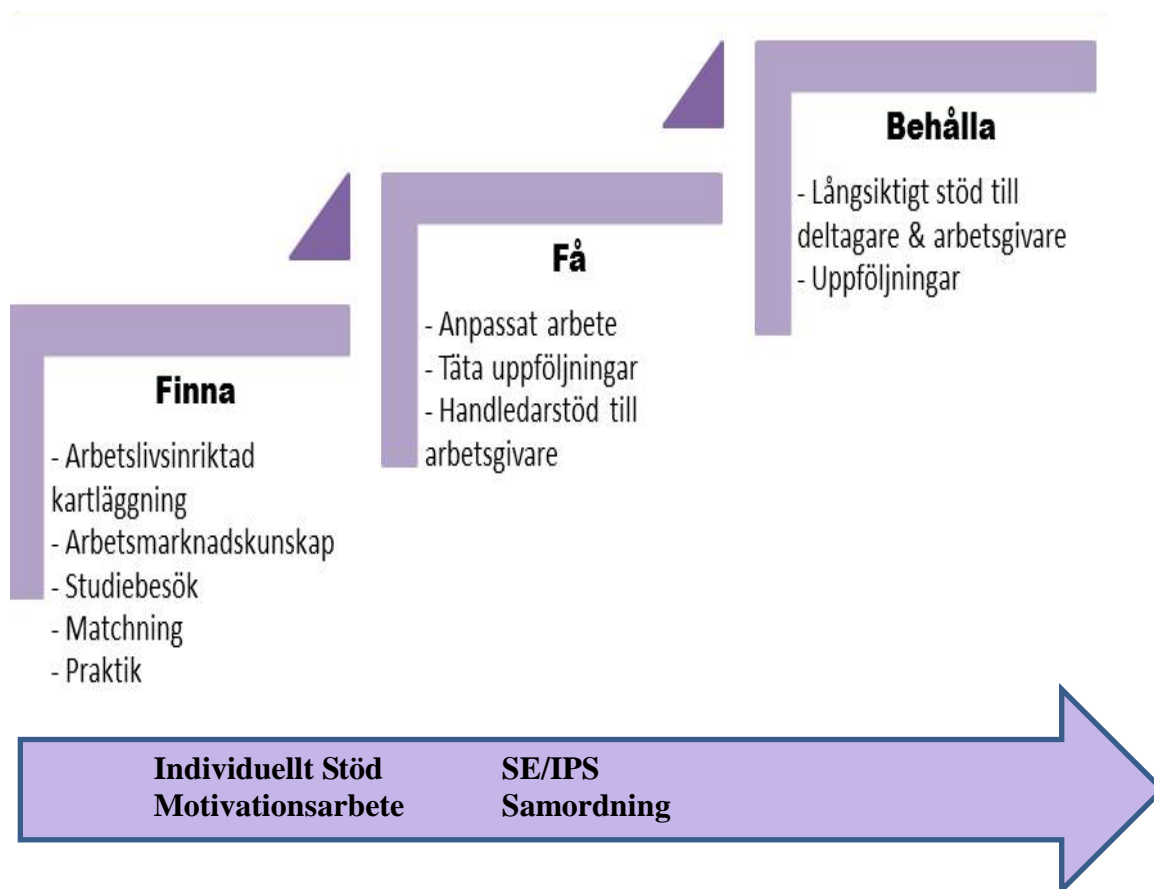 Finna
- Arbetslivsinriktad
kartläggning
- Arbetsmarknadskunskap
- Studiebesök
- Matchning
- Praktik
Få
- Anpassat arbete
- Täta uppföljningar
- Handledarstöd till
arbetsgivare
Behålla
- Långsiktigt stöd till
deltagare & arbetsgivare
- Uppföljningar
Individuellt Stöd SE/IPS
Motivationsarbete Samordning